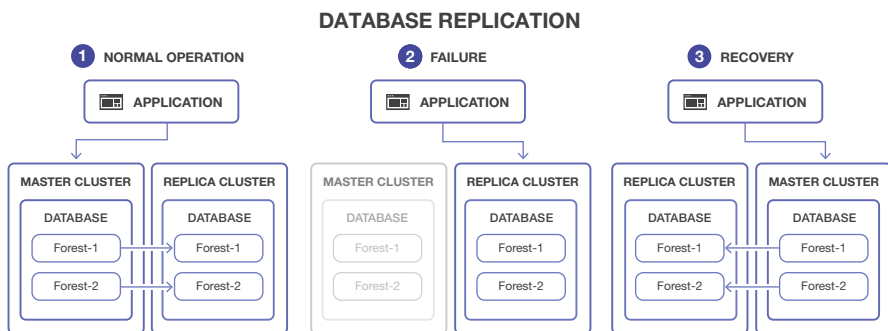 DATABASE REPLICATION
1 NORMAL OPERATION
APPLICATION
MASTER CLUSTER
DATABASE
Forest-1
Forest-2
REPLICA CLUSTER
DATABASE
Forest-1
Forest-2
2 FAILURE
APPLICATION
MASTER CLUSTER
DATABASE
Forest-1
Forest-2
REPLICA CLUSTER
DATABASE
Forest-1
Forest-2
3 RECOVERY
APPLICATION
REPLICA CLUSTER
DATABASE
Forest-1
Forest-2
MASTER CLUSTER
DATABASE
Forest-1
Forest-2